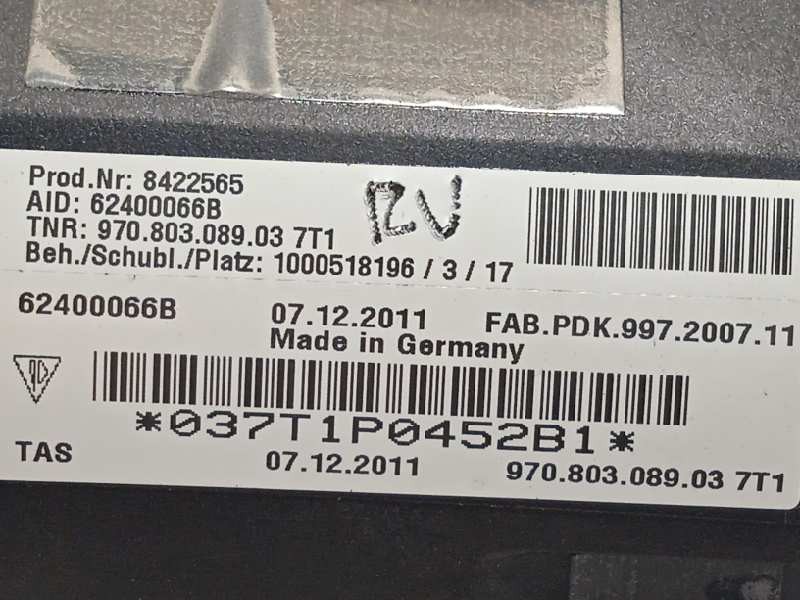 Prod.Nr: 8422565
AID: 62400066B
TNR: 970.803.089.03 7T1
Beh./Schubl./Platz: 1000518196 / 3 / 17
RU
62400066B
07.12.2011
FAB.PDK.997.2007.11
Made in Germany
*037T1P0452B1*
TAS
07.12.2011
970.803.089.03 7T1